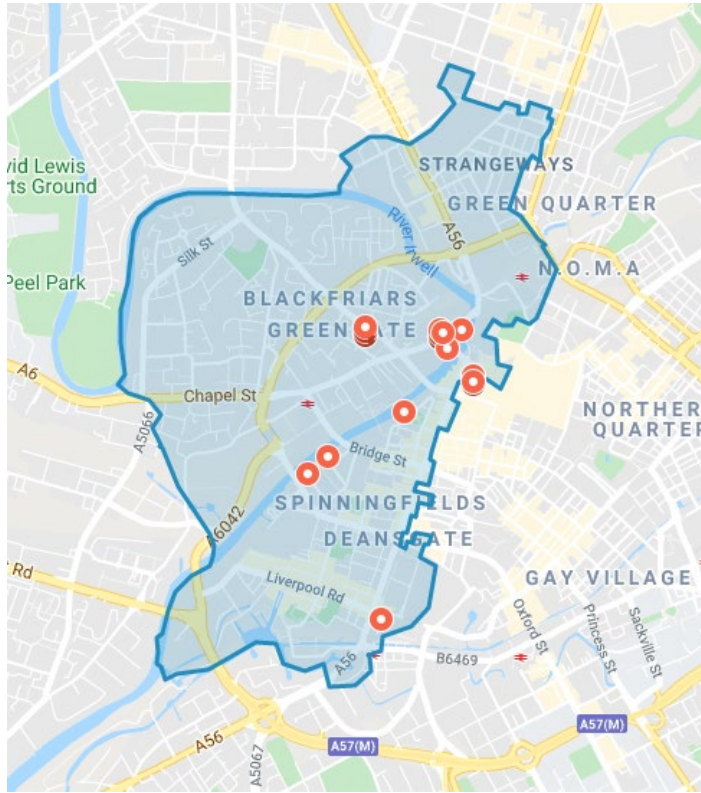 STRANGEWAYS
vid Lewis
rts Ground
GREEN QUARTER
River Irwell
A56
Silk St
N.O.M.A
Peel Park
BLACKFRIARS
GREENGATE
A6
Chapel St
NORTHER
QUARTER
A5066
Bridge St
SPINNINGFIELDS
A6042
DEANSGATE
Rd
Liverpool Rd
GAY VILLAGE
Oxford St
Princess St
Sackville St
A56
B6469
A56
A5067
A57(M)
A57(M)